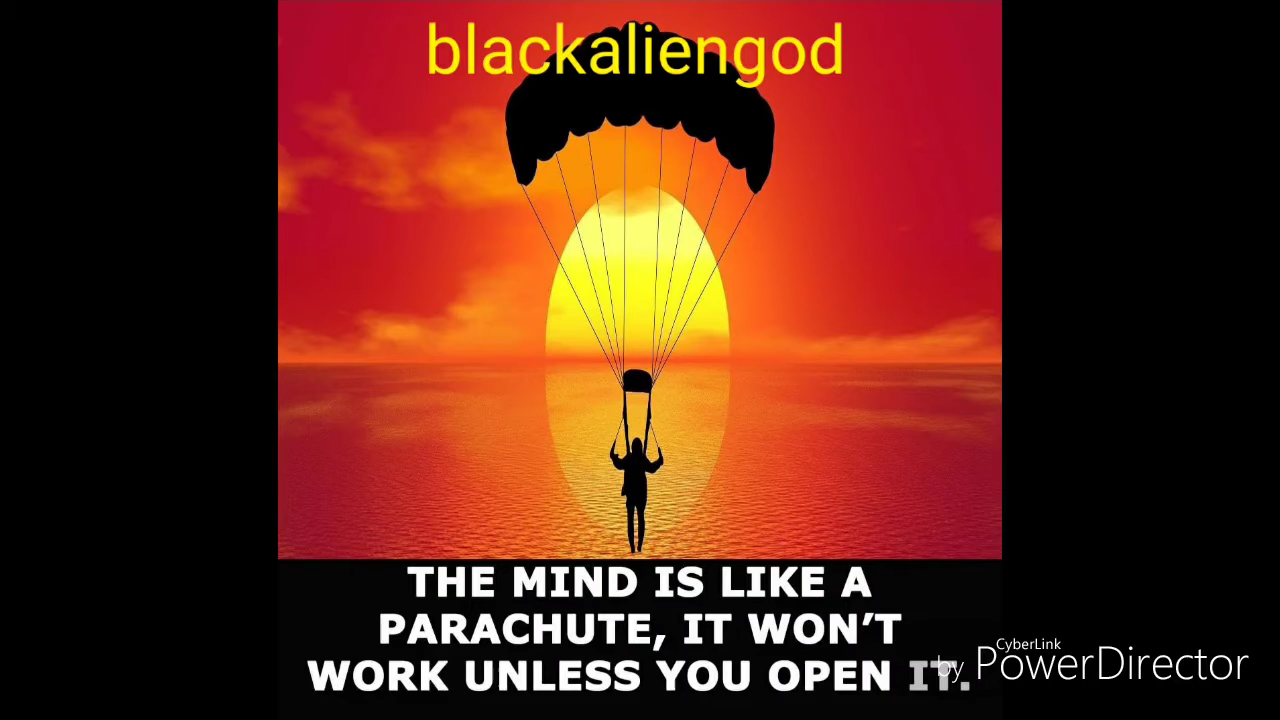 blackaliengod
THE MIND IS LIKE A
PARACHUTE, IT WON'T
WORK UNLESS YOU OPEN IT.
CyberLink
by PowerDirector